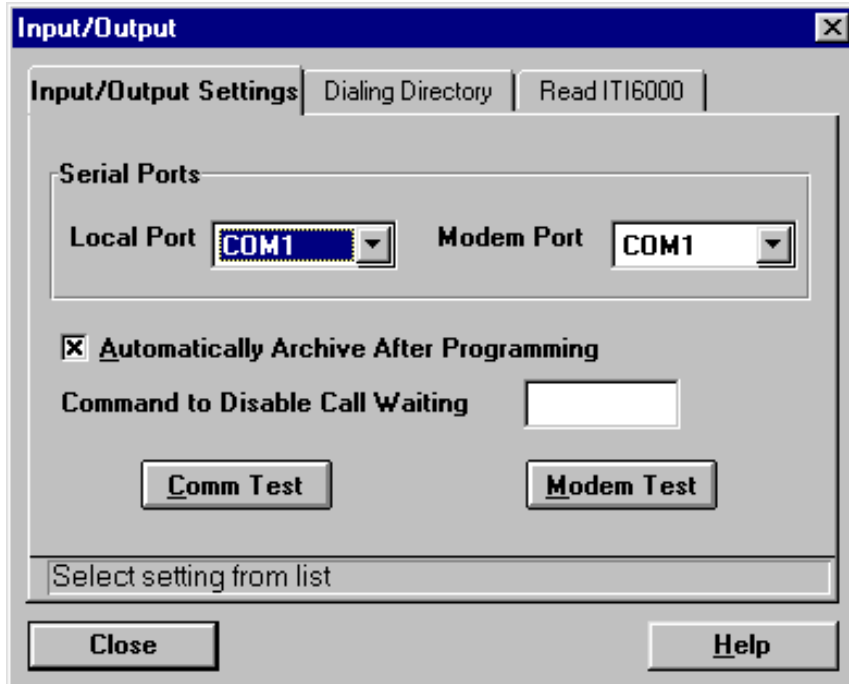 Input/Output
Input/Output Settings Dialing Directory Read ITI6000
Serial Ports
Local Port COM1 Modem Port COM1
Automatically Archive After Programming
Command to Disable Call Waiting
Comm Test Modem Test
Select setting from list
Close Help